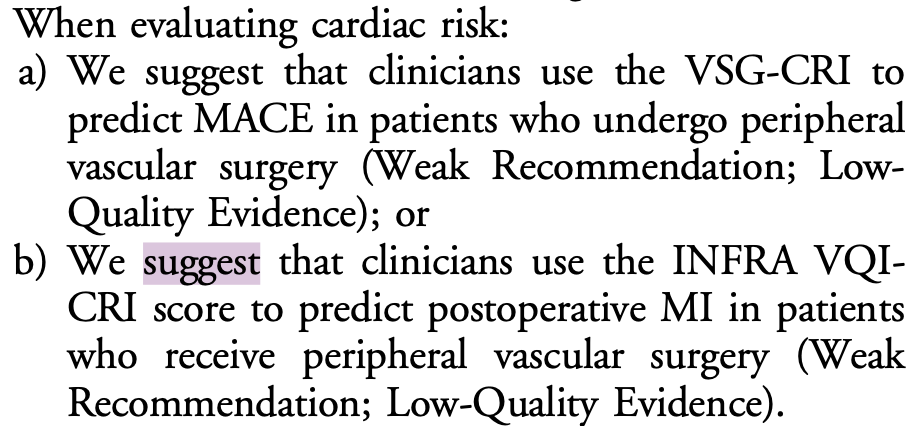 When evaluating cardiac risk:
a) We suggest that clinicians use the VSG-CRI to
predict MACE in patients who undergo peripheral
vascular surgery (Weak Recommendation; Low-
Quality Evidence); or
b) We suggest that clinicians use the INFRA VQI-
CRI score to predict postoperative MI in patients
who receive peripheral vascular surgery (Weak
Recommendation; Low-Quality Evidence).